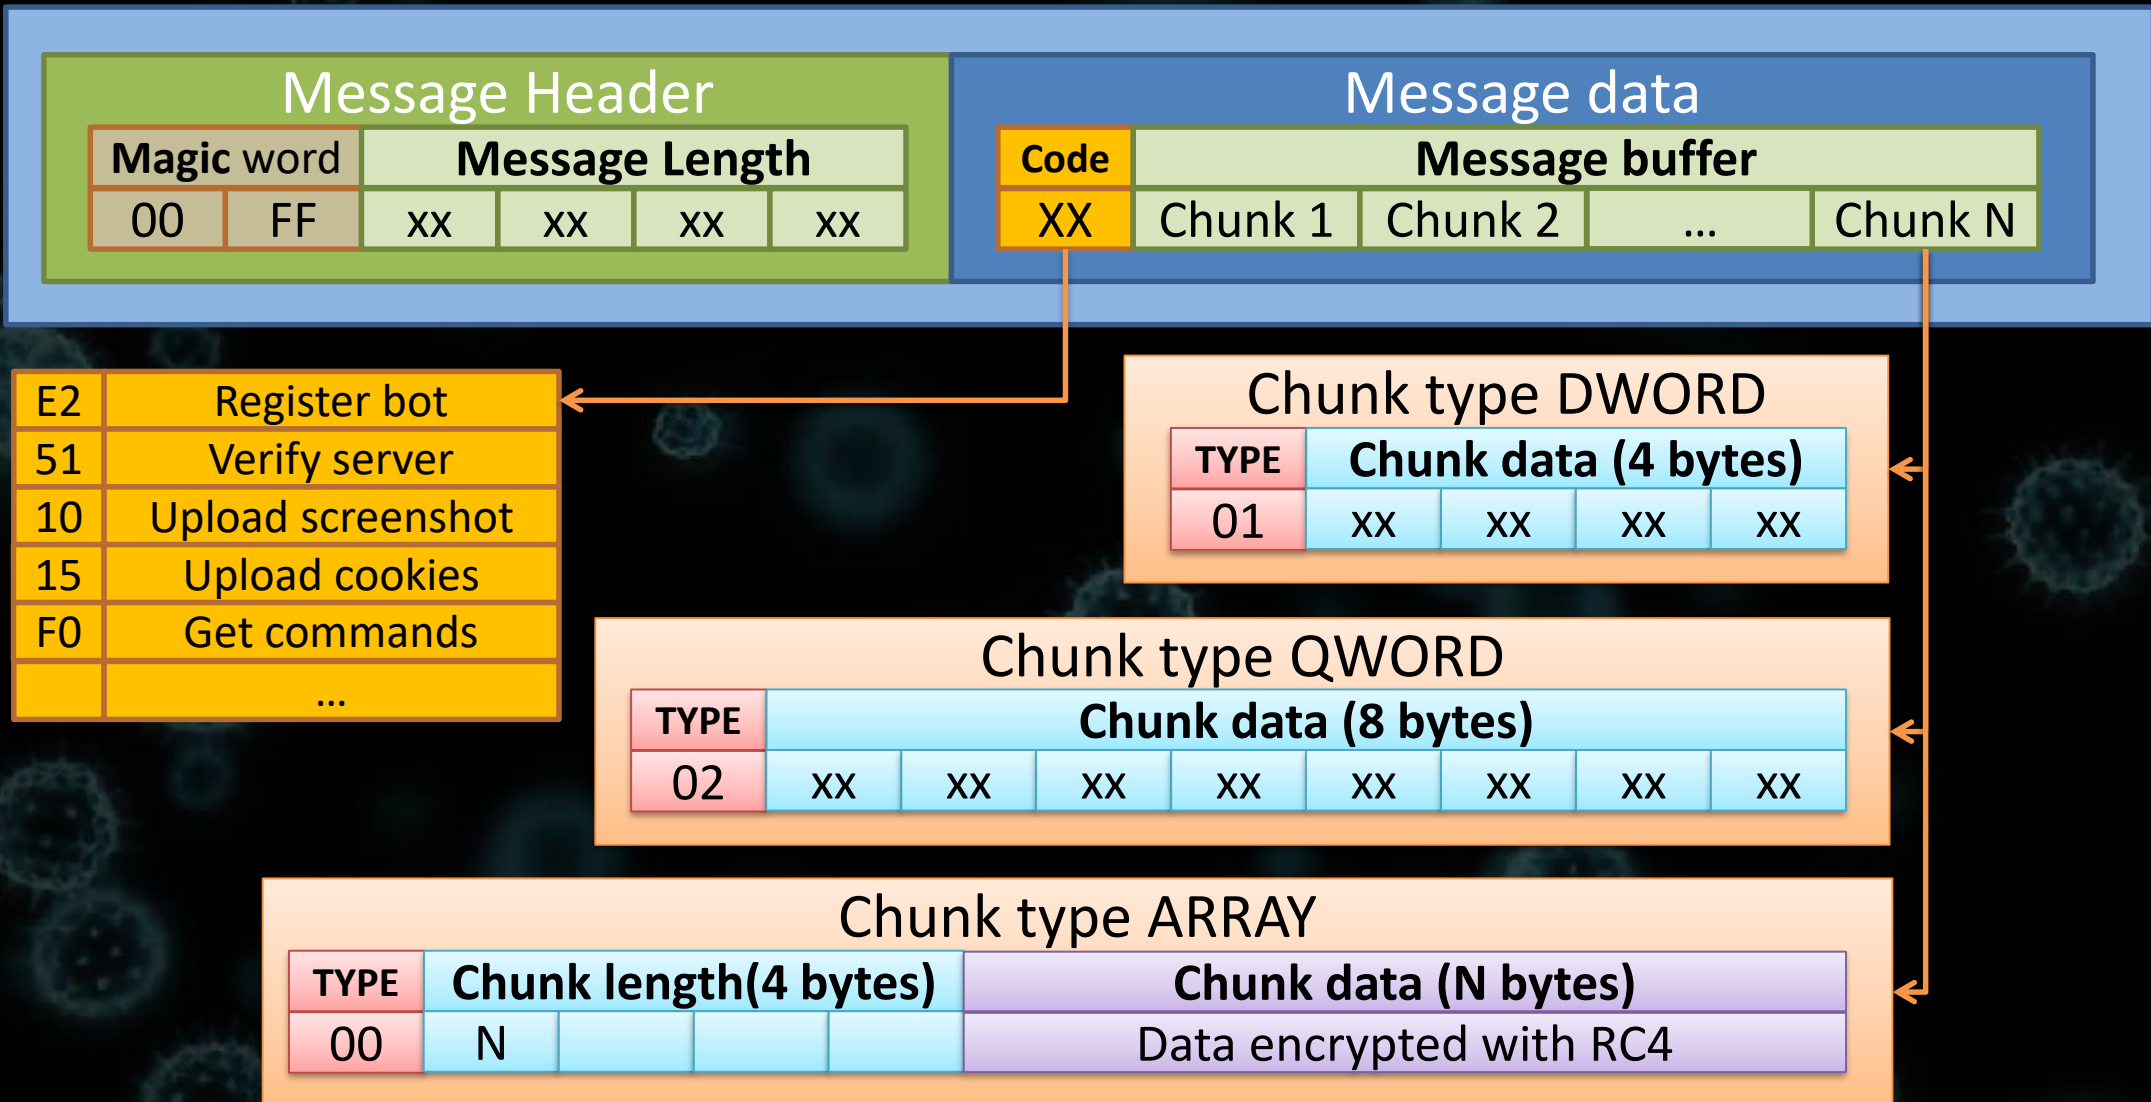 Message Header
Magic word Message Length
00 FF xx xx xx xx
Message data
Code Message buffer
XX Chunk 1 Chunk 2 ... Chunk N
E2 Register bot
51 Verify server
10 Upload screenshot
15 Upload cookies
F0 Get commands
...
Chunk type DWORD
TYPE Chunk data (4 bytes)
01 xx xx xx xx
Chunk type QWORD
TYPE Chunk data (8 bytes)
02 xx xx xx xx xx xx xx xx
Chunk type ARRAY
TYPE Chunk length(4 bytes) Chunk data (N bytes)
00 N Data encrypted with RC4